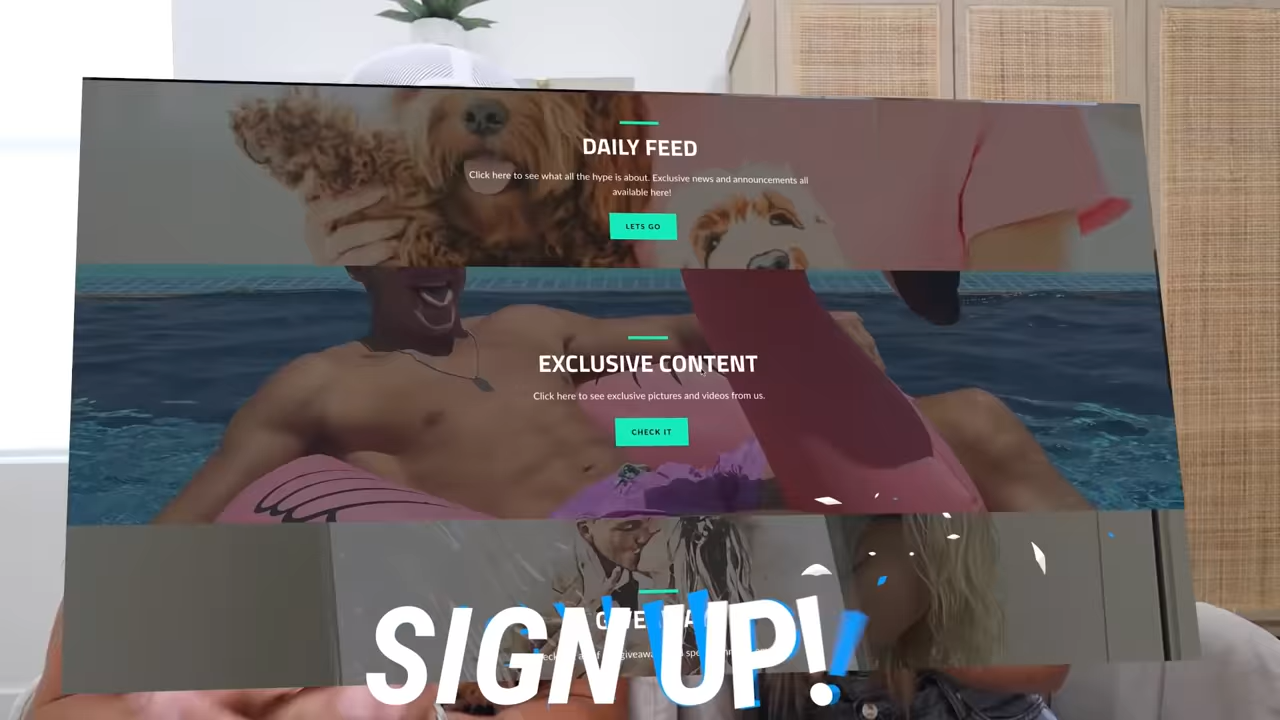 DAILY FEED
Click here to see what all the hype is about. Exclusive news and announcements all
available here!
LETS GO
EXCLUSIVE CONTENT
Click here to see exclusive pictures and videos from us.
CHECK IT
SIGN UP!